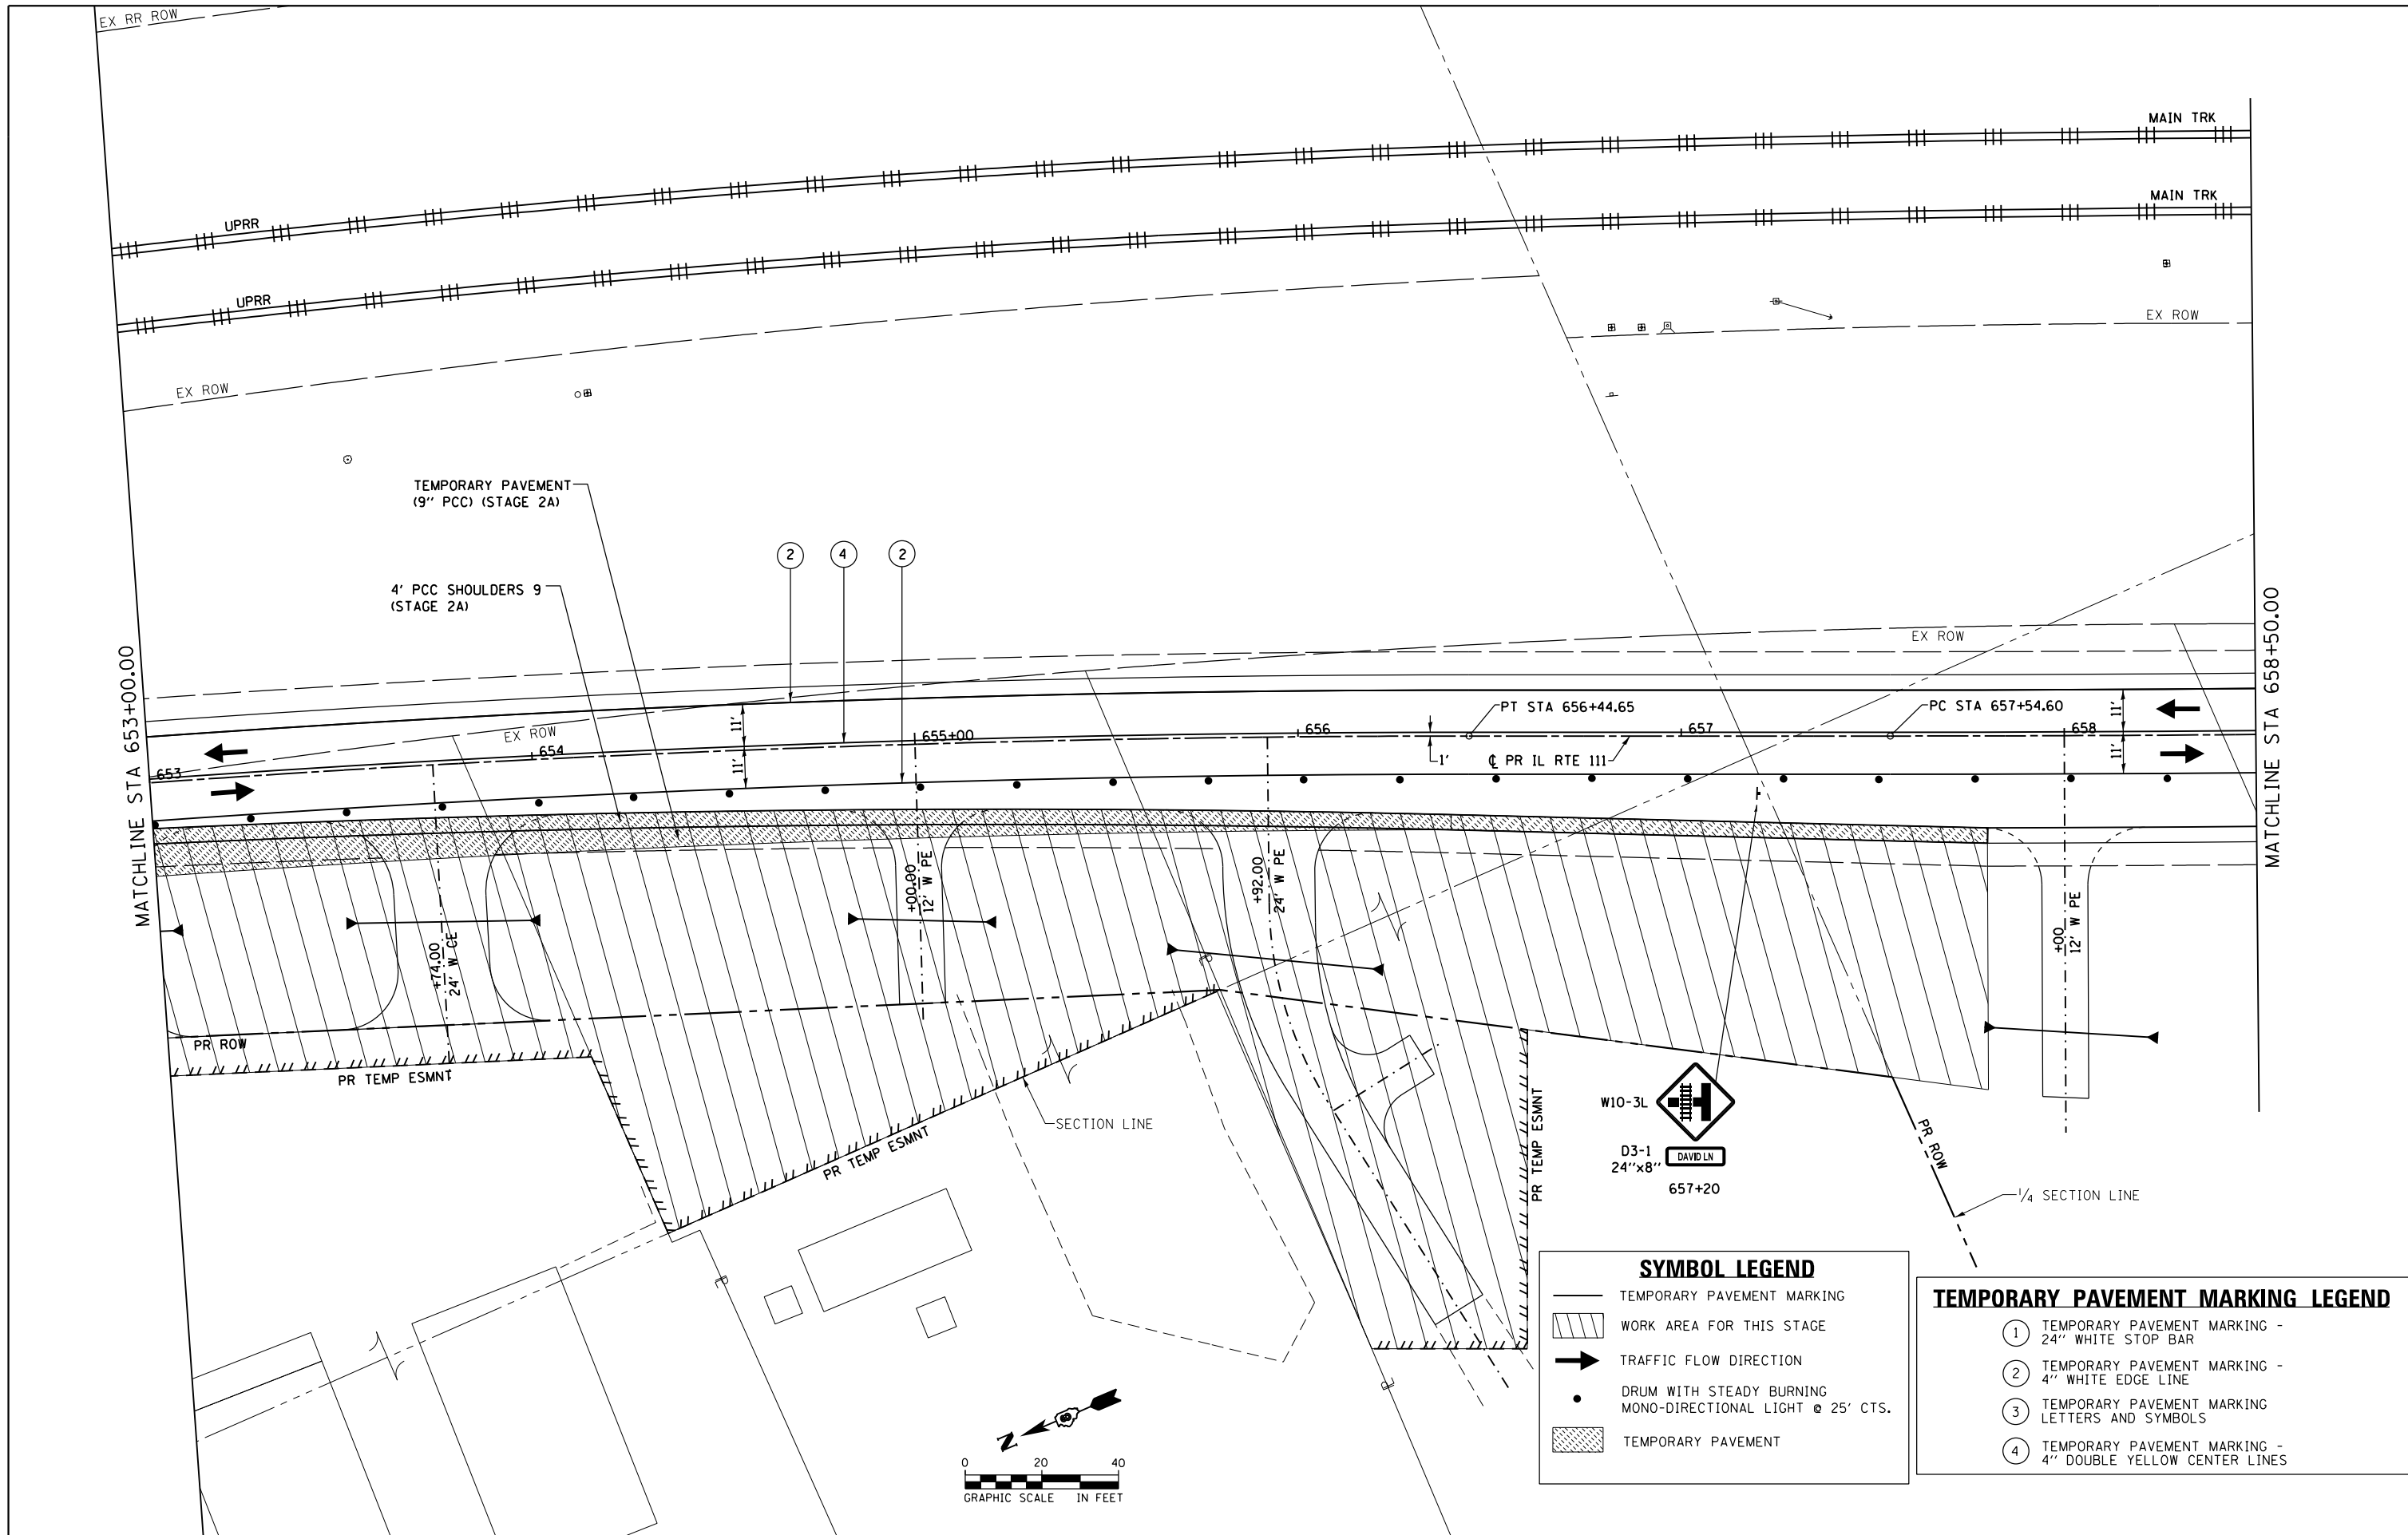 EX RR ROW
MAIN TRK
UPRR
MAIN TRK
UPRR
EX ROW
EX ROW
TEMPORARY PAVEMENT
(9" PCC) (STAGE 2A)
4' PCC SHOULDERS 9
(STAGE 2A)
2
4
2
EX ROW
MATCHLINE STA 653+00.00
MATCHLINE STA 658+50.00
EX ROW
653
654
655+00
656
657
658
11'
11'
11'
11'
1'
PT STA 656+44.65
PC STA 657+54.60
℄ PR IL RTE 111
+74.00
24' W CE
+00.00
12' W PE
+92.00
24' W PE
+00
12' W PE
PR ROW
PR TEMP ESMNT
PR TEMP ESMNT
SECTION LINE
PR TEMP ESMNT
W10-3L
D3-1
24"x8"
DAVID LN
657+20
PR ROW
1/4 SECTION LINE
N
0 20 40
GRAPHIC SCALE IN FEET
SYMBOL LEGEND
TEMPORARY PAVEMENT MARKING
WORK AREA FOR THIS STAGE
TRAFFIC FLOW DIRECTION
DRUM WITH STEADY BURNING
MONO-DIRECTIONAL LIGHT @ 25' CTS.
TEMPORARY PAVEMENT
TEMPORARY PAVEMENT MARKING LEGEND
1 TEMPORARY PAVEMENT MARKING -
24" WHITE STOP BAR
2 TEMPORARY PAVEMENT MARKING -
4" WHITE EDGE LINE
3 TEMPORARY PAVEMENT MARKING
LETTERS AND SYMBOLS
4 TEMPORARY PAVEMENT MARKING -
4" DOUBLE YELLOW CENTER LINES